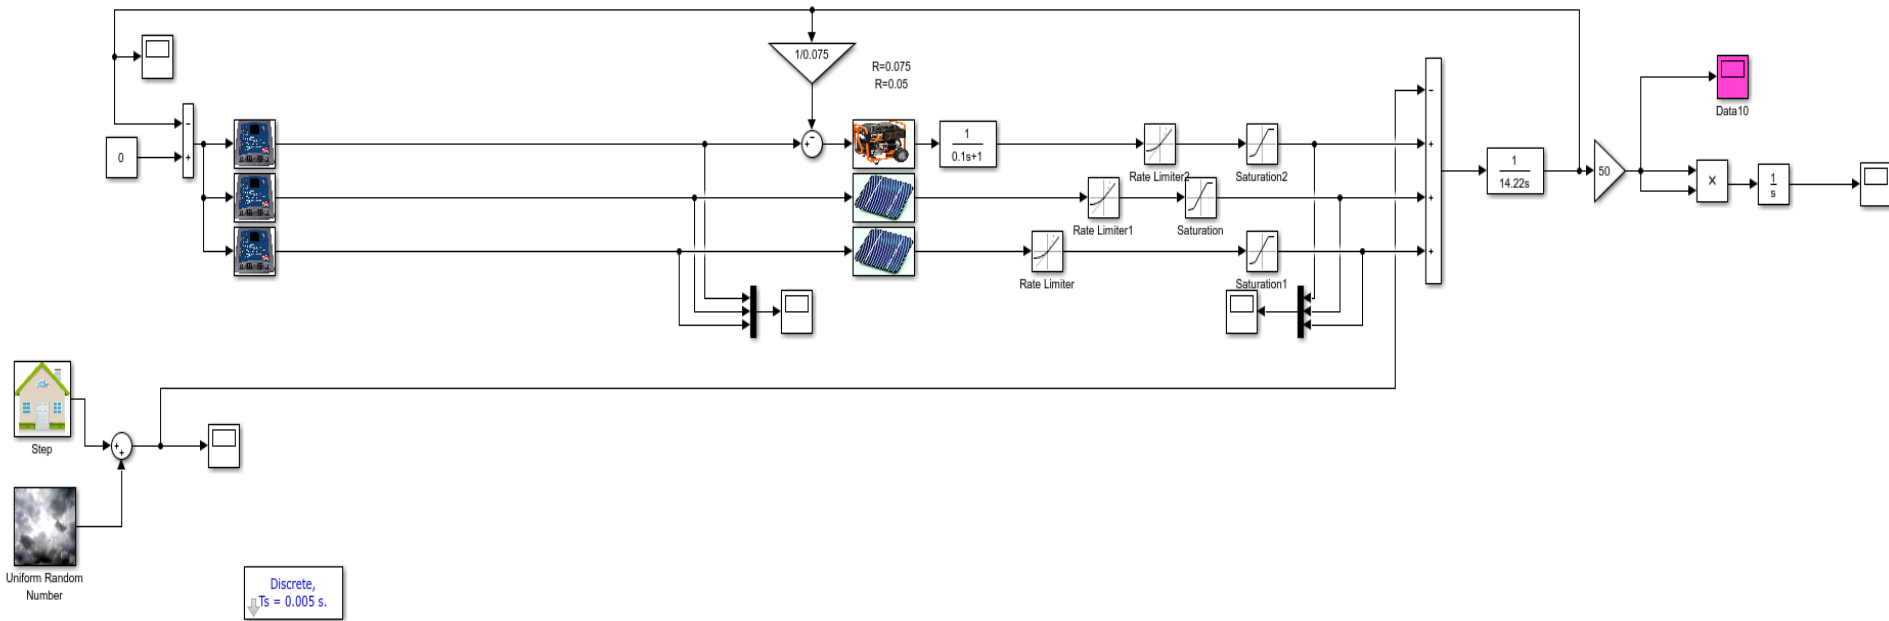 1/0.075
R=0.075
R=0.05
Data10
-
+
0
-
+
1
0.1s+1
Rate Limiter2
Saturation2
-
+
+
+
1
14.22s
50
×
1
s
Rate Limiter1
Saturation
Rate Limiter
Saturation1
Step
+
+
Uniform Random
Number
Discrete,
Ts = 0.005 s.